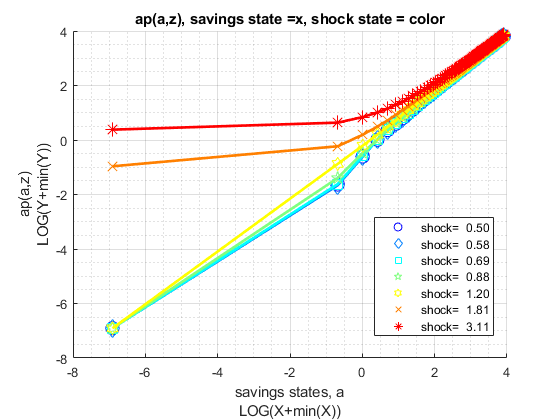 ap(a,z), savings state =x, shock state = color
ap(a,z)
LOG(Y+min(Y))
4
2
0
-2
-4
-6
-8
shock= 0.50
shock= 0.58
shock= 0.69
shock= 0.88
shock= 1.20
shock= 1.81
shock= 3.11
-8 -6 -4 -2 0 2 4
savings states, a
LOG(X+min(X))